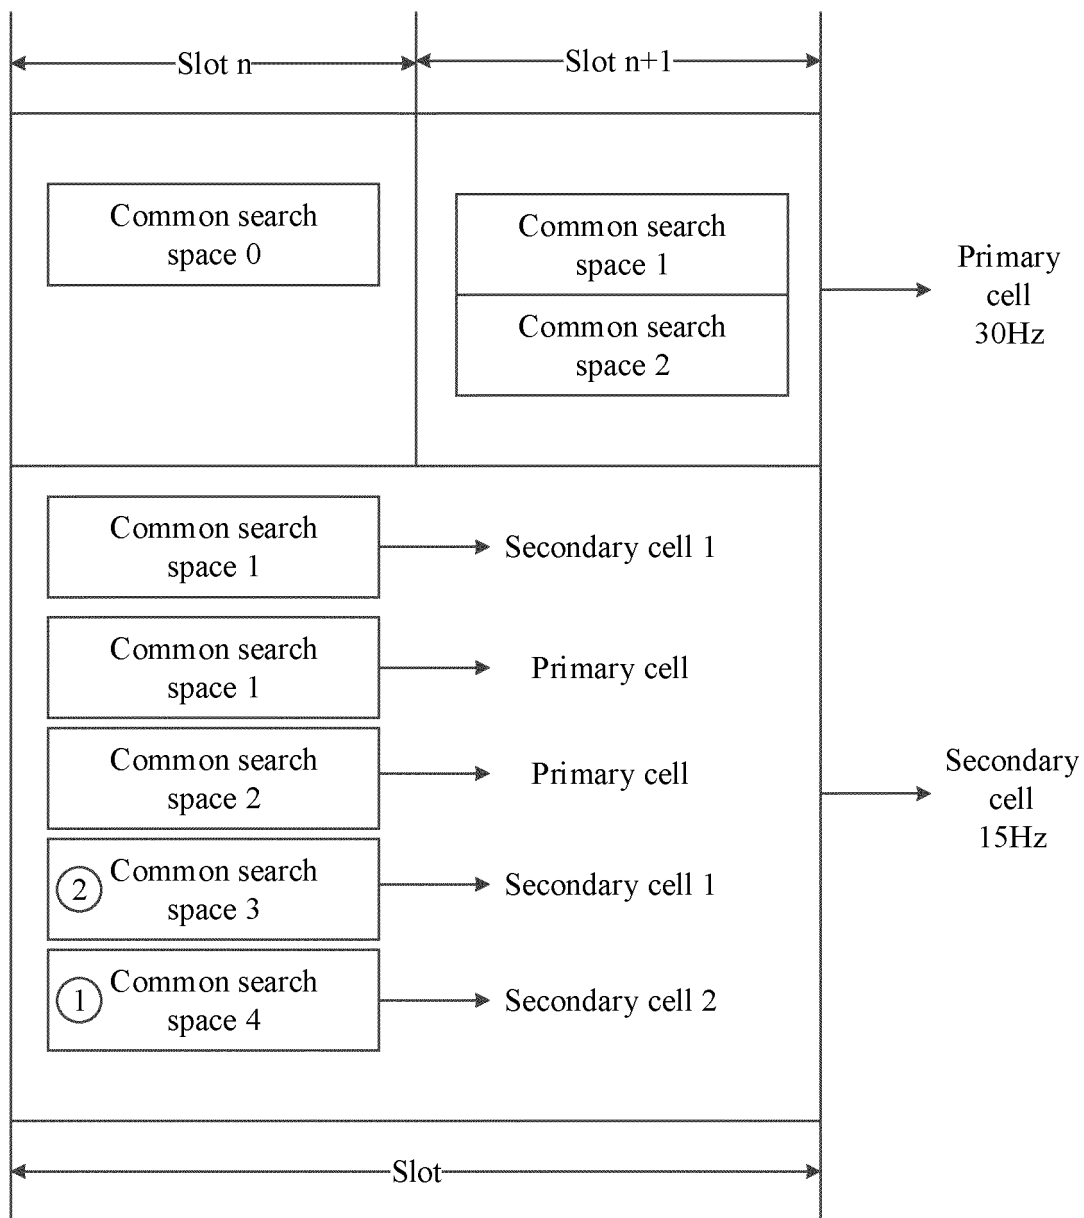 Slot n
Slot n+1
Common search
space 0
Common search
space 1
Common search
space 2
Primary
cell
30Hz
Common search
space 1
Secondary cell 1
Common search
space 1
Primary cell
Common search
space 2
Primary cell
② Common search
space 3
Secondary cell 1
① Common search
space 4
Secondary cell 2
Secondary
cell
15Hz
Slot